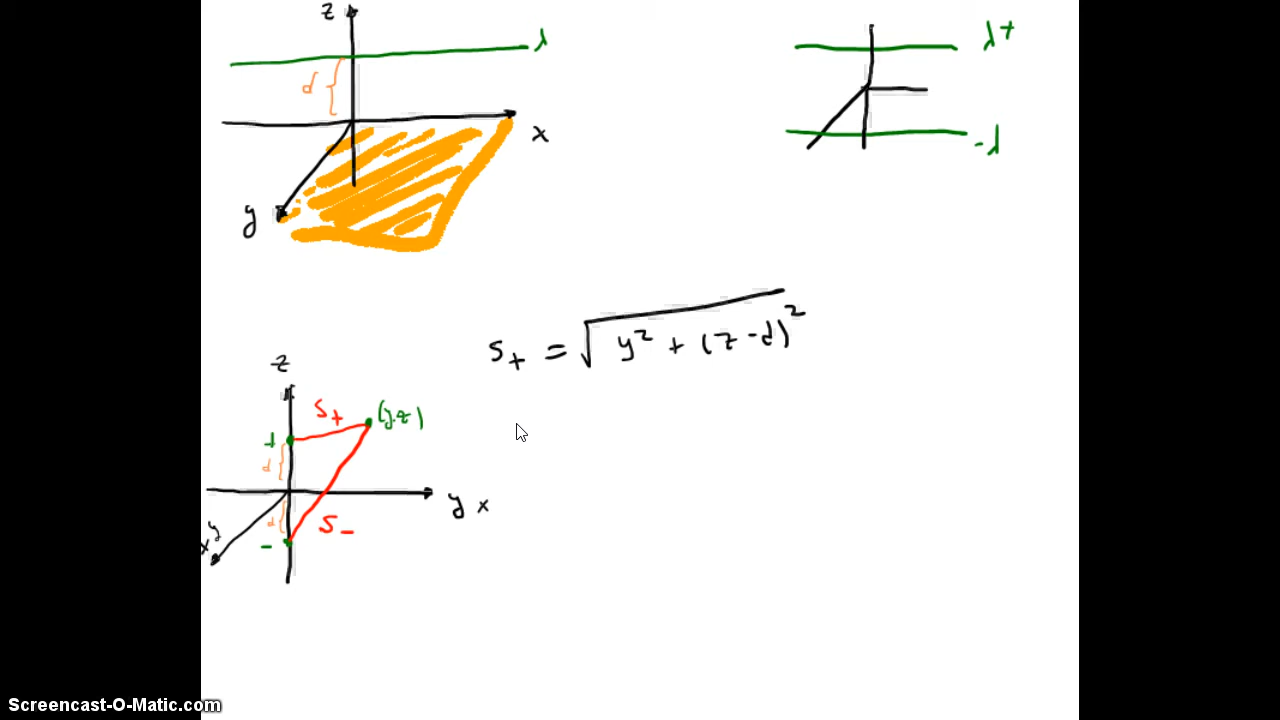 z
λ
d
x
y
λ+
-λ
S+ = √y² + (z-d)²
z
S+
(y,z)
+
d
d
y x
S-
-
x y
Screencast-O-Matic.com